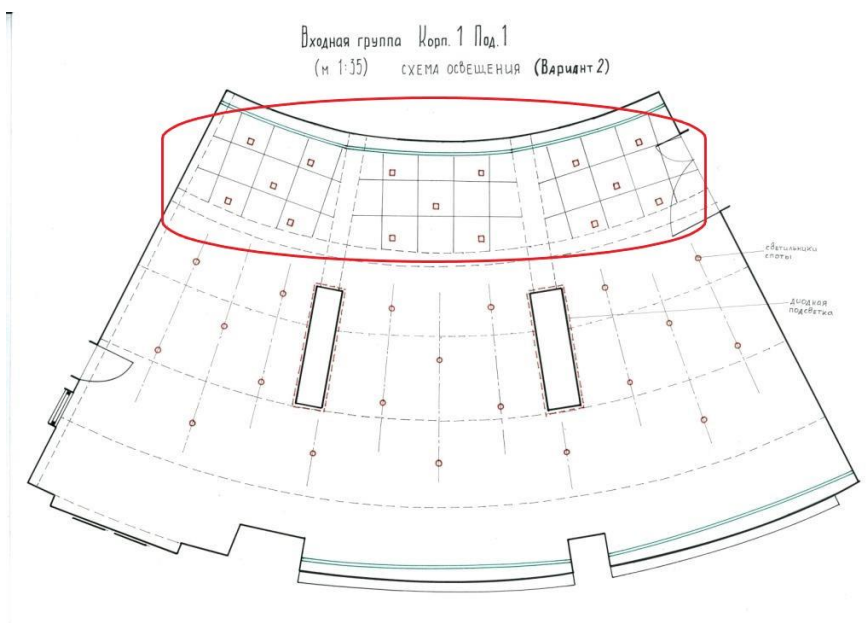 Входная группа Корп. 1 Под. 1
(м 1:35) схема освещения (Вариант 2)
светильники
споты
диодная
подсветка